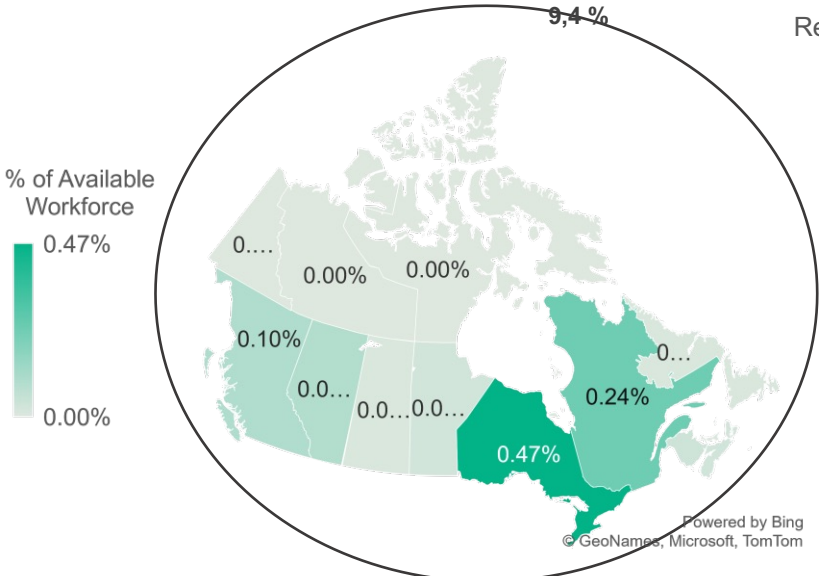 9,4 %
Re
% of Available
Workforce
0.47%
0.00%
0....
0.00%
0.00%
0.10%
0.0...
0.0...
0.0...
0...
0.24%
0.47%
Powered by Bing
© GeoNames, Microsoft, TomTom